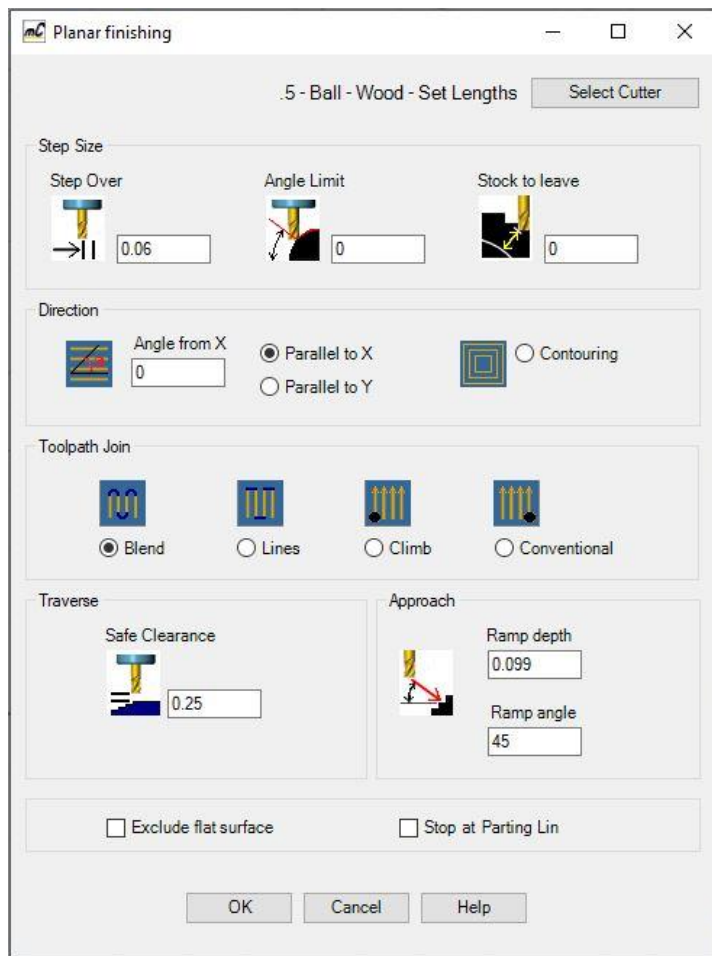 mC Planar finishing
.5 - Ball - Wood - Set Lengths Select Cutter
Step Size
Step Over Angle Limit Stock to leave
0.06 0 0
Direction
Angle from X
0
Parallel to X
Parallel to Y
Contouring
Toolpath Join
Blend Lines Climb Conventional
Traverse
Safe Clearance
0.25
Approach
Ramp depth
0.099
Ramp angle
45
Exclude flat surface Stop at Parting Lin
OK Cancel Help